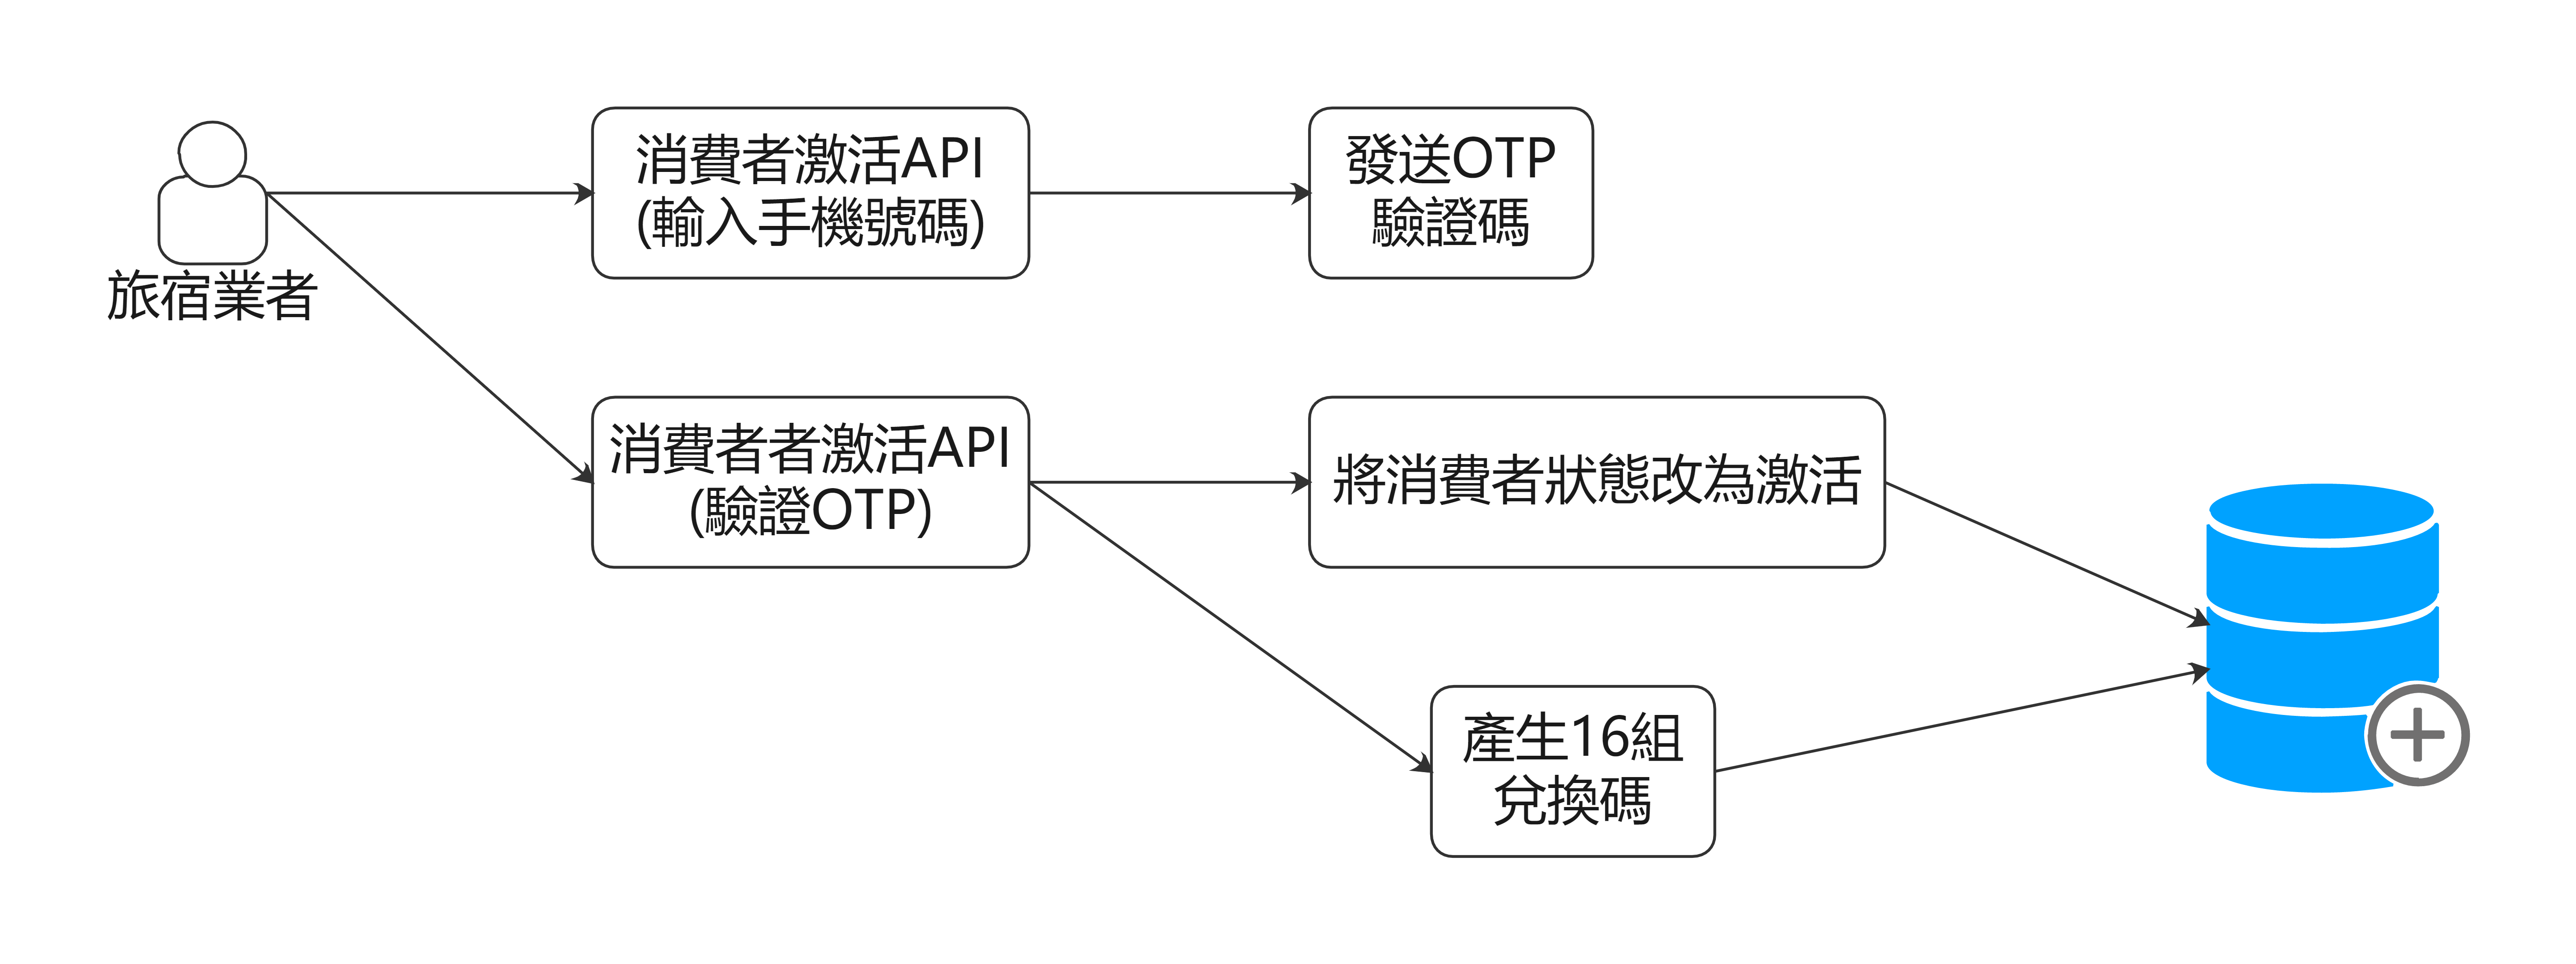 旅宿業者
消費者激活API
(輸入手機號碼)
發送OTP
驗證碼
消費者者激活API
(驗證OTP)
將消費者狀態改為激活
產生16組
兌換碼